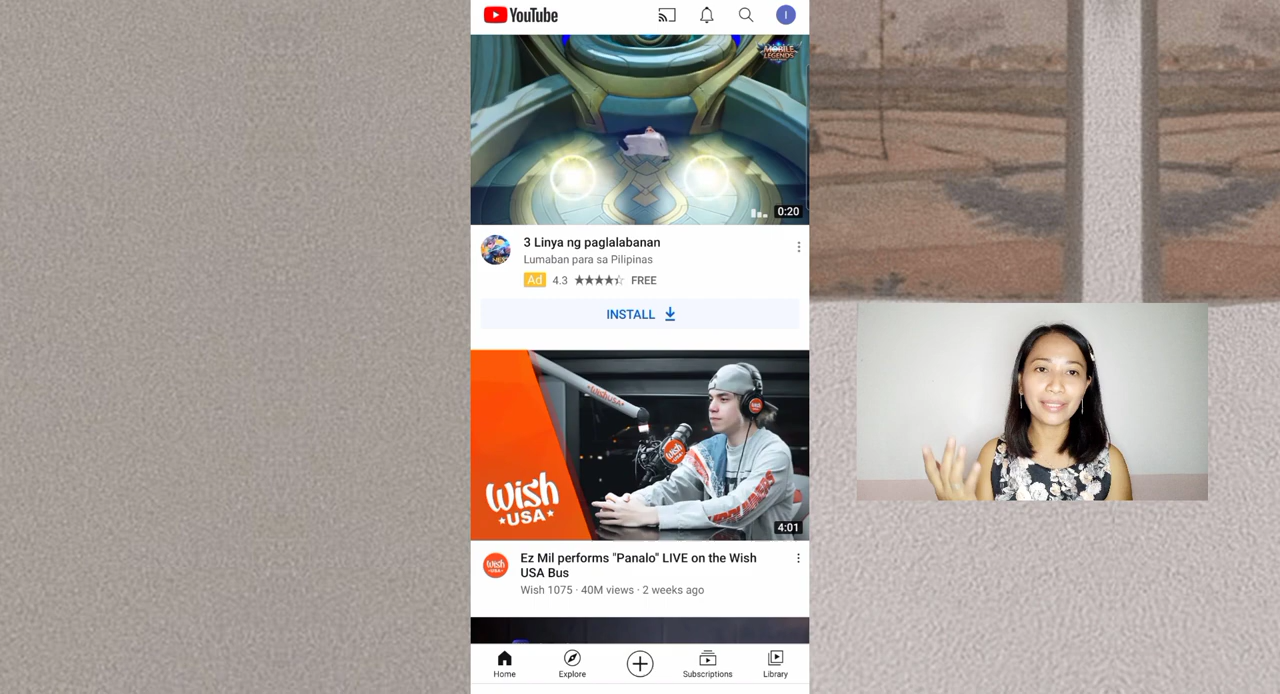 YouTube
I
MOBILE
LEGENDS
0:20
3 Linya ng paglalabanan
Lumaban para sa Pilipinas
Ad 4.3 ★★★★☆ FREE
INSTALL
wish
USA
wish
4:01
Ez Mil performs "Panalo" LIVE on the Wish
USA Bus
Wish 1075 · 40M views · 2 weeks ago
Home
Explore
Subscriptions
Library